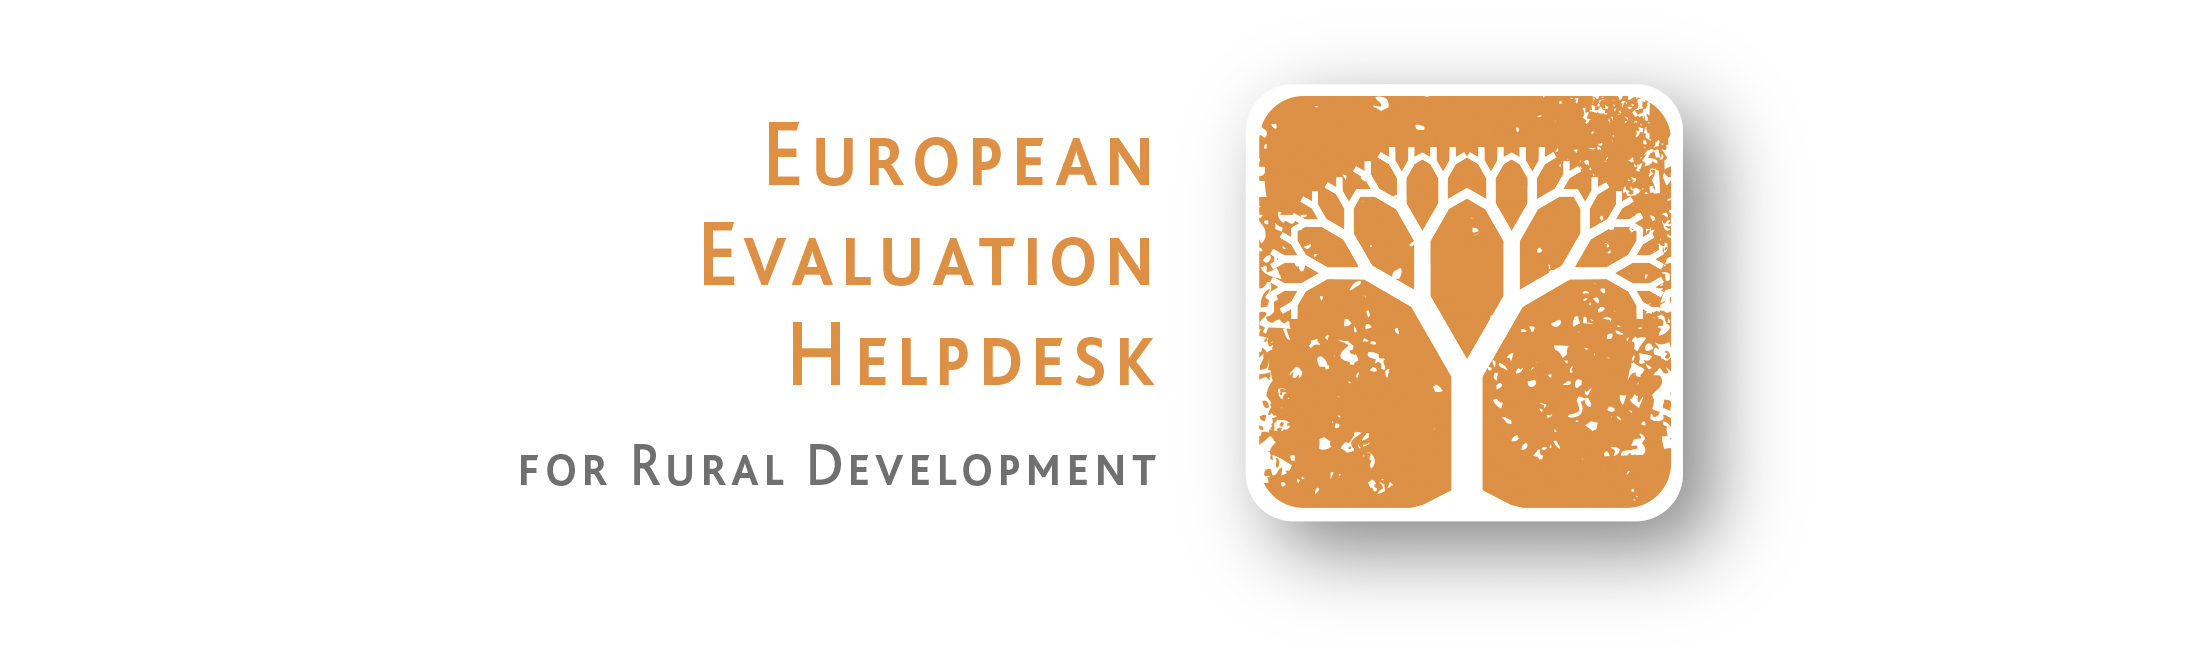 European
Evaluation
Helpdesk
for Rural Development